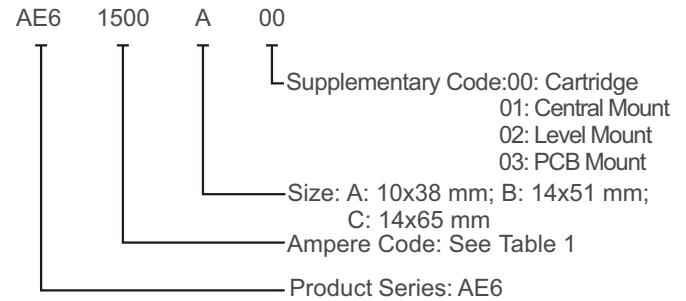 AE6 1500 A 00
Supplementary Code:00: Cartridge
01: Central Mount
02: Level Mount
03: PCB Mount
Size: A: 10x38 mm; B: 14x51 mm;
C: 14x65 mm
Ampere Code: See Table 1
Product Series: AE6